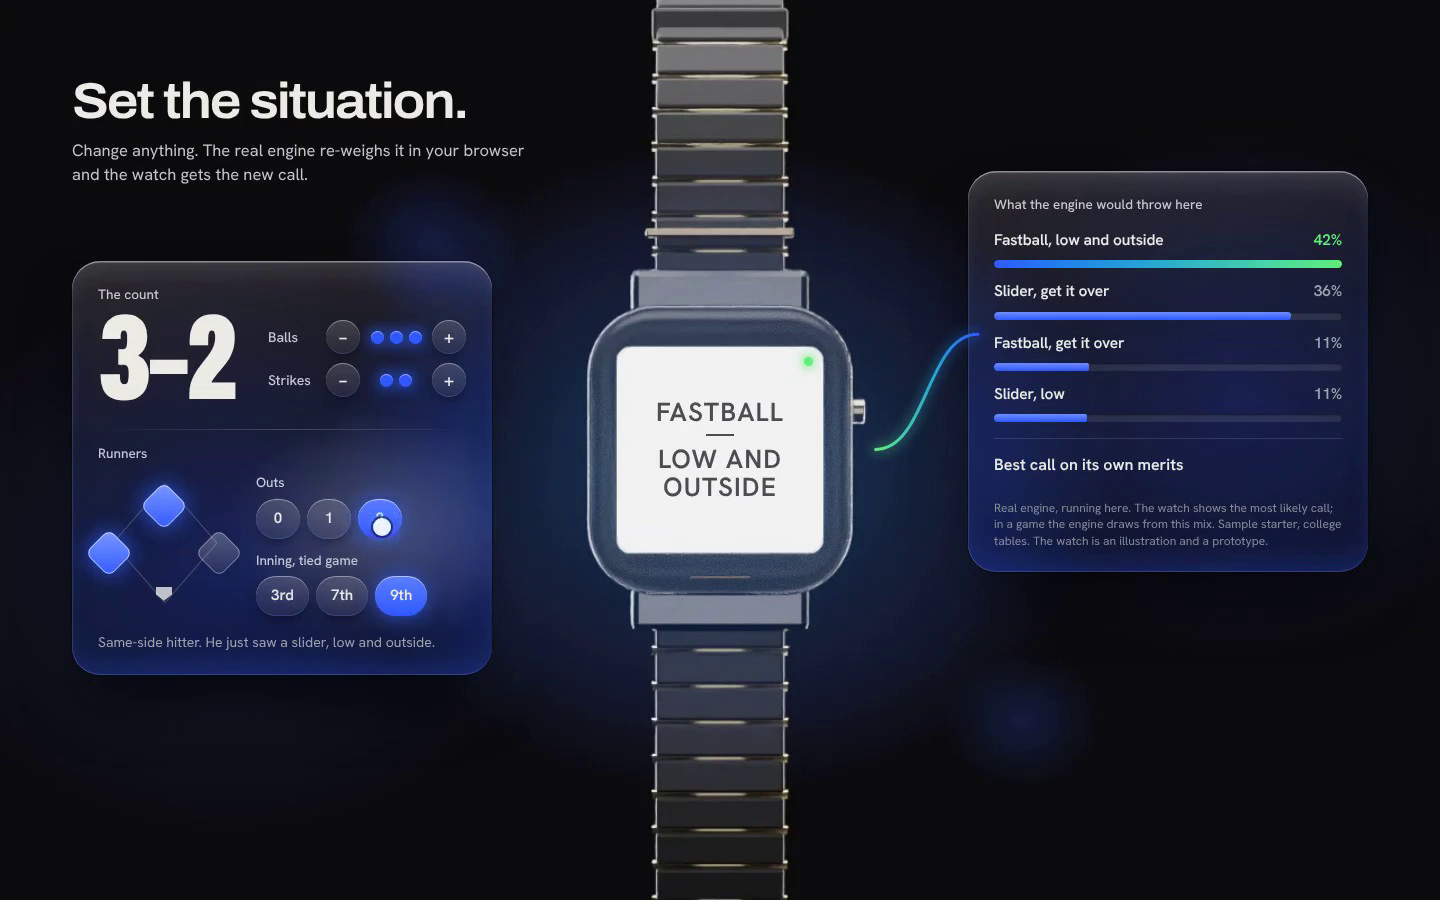 Set the situation.
Change anything. The real engine re-weighs it in your browser
and the watch gets the new call.
The count
3–2
Balls
–
+
Strikes
–
+
Runners
Outs
0
1
Inning, tied game
3rd
7th
9th
Same-side hitter. He just saw a slider, low and outside.
FASTBALL
LOW AND
OUTSIDE
What the engine would throw here
Fastball, low and outside 42%
Slider, get it over 36%
Fastball, get it over 11%
Slider, low 11%
Best call on its own merits
Real engine, running here. The watch shows the most likely call;
in a game the engine draws from this mix. Sample starter, college
tables. The watch is an illustration and a prototype.